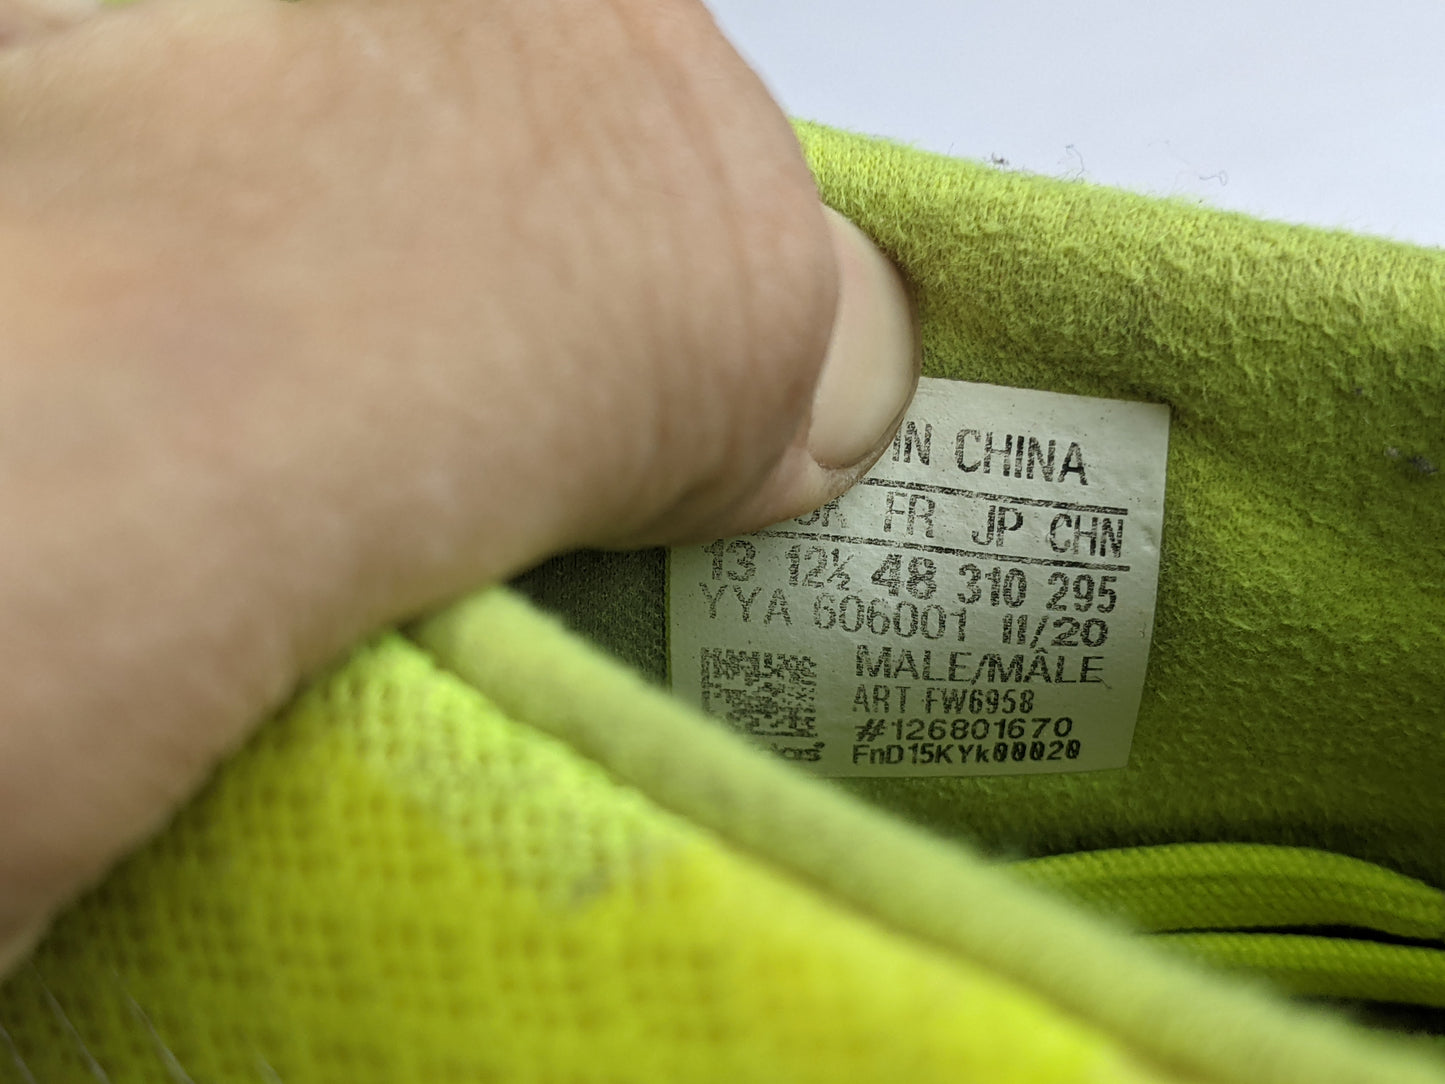 IN CHINA
UK FR JP CHN
13 12½ 48 310 295
YYA 606001 11/20
MALE/MÂLE
ART FW6958
#126801670
FnD15KYk00020